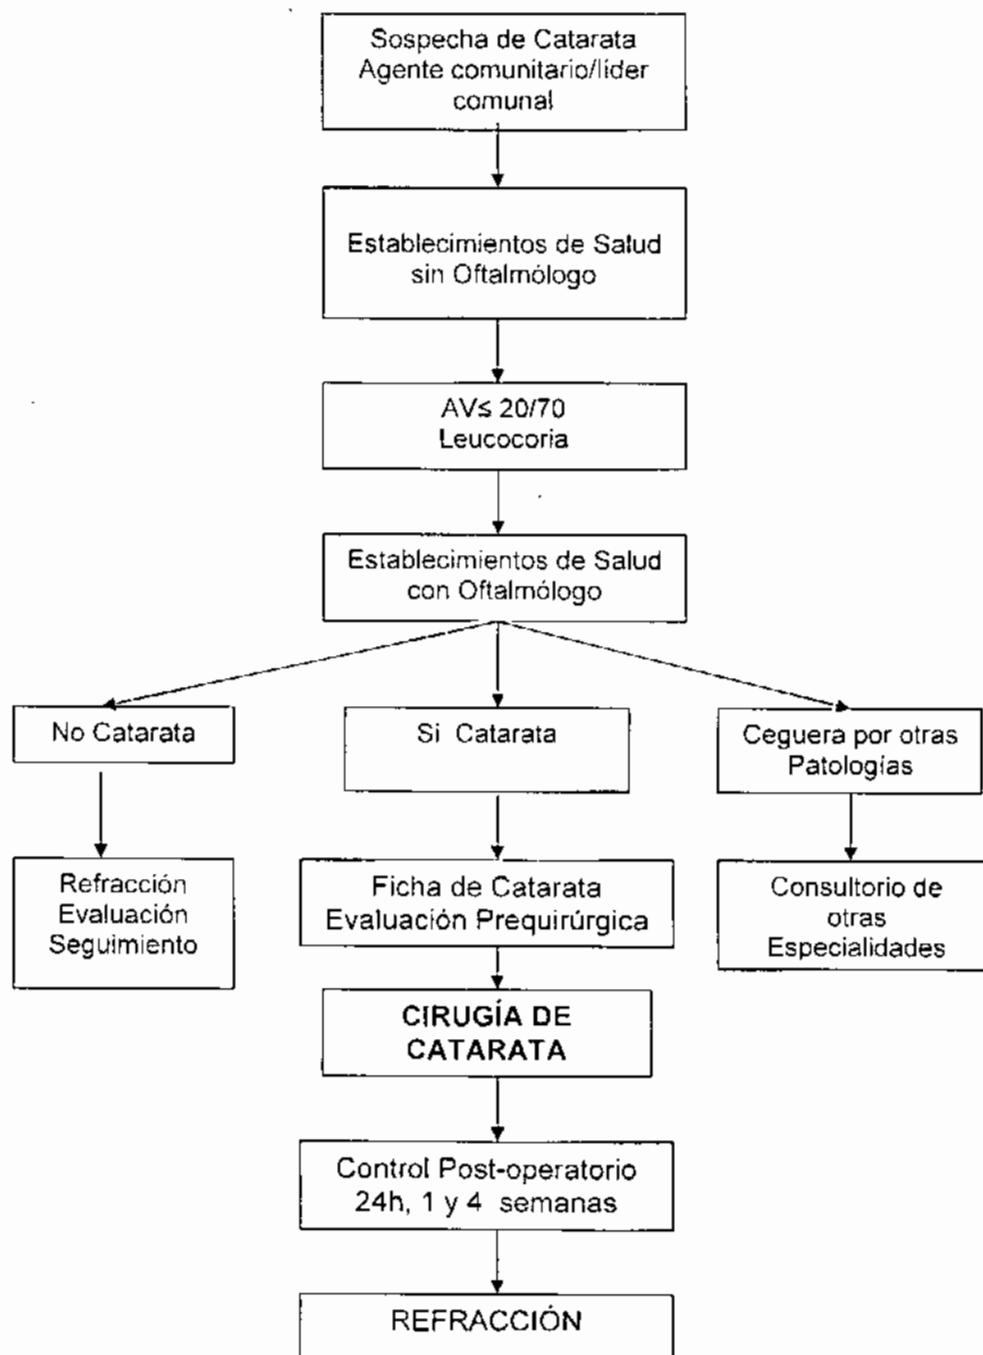 Sospecha de Catarata
Agente comunitario/líder
comunal
Establecimientos de Salud
sin Oftalmólogo
AV≤ 20/70
Leucocoria
Establecimientos de Salud
con Oftalmólogo
No Catarata
Si Catarata
Ceguera por otras
Patologías
Refracción
Evaluación
Seguimiento
Ficha de Catarata
Evaluación Prequirúrgica
Consultorio de
otras
Especialidades
CIRUGÍA DE
CATARATA
Control Post-operatorio
24h, 1 y 4 semanas
REFRACCIÓN